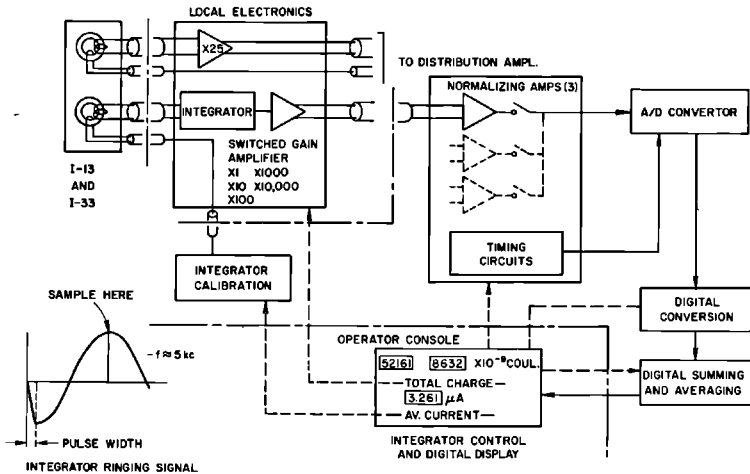 LOCAL ELECTRONICS
X25
TO DISTRIBUTION AMPL.
NORMALIZING AMPS (3)
A/D CONVERTOR
INTEGRATOR
SWITCHED GAIN
AMPLIFIER
X1 X1000
X10 X10,000
X100
I-13
AND
I-33
TIMING
CIRCUITS
INTEGRATOR
CALIBRATION
SAMPLE HERE
DIGITAL
CONVERSION
OPERATOR CONSOLE
52161 8632 X10⁻⁹ COUL.
TOTAL CHARGE
3.261 μA
AV. CURRENT
DIGITAL SUMMING
AND AVERAGING
f≈5kc
PULSE WIDTH
INTEGRATOR CONTROL
AND DIGITAL DISPLAY
INTEGRATOR RINGING SIGNAL